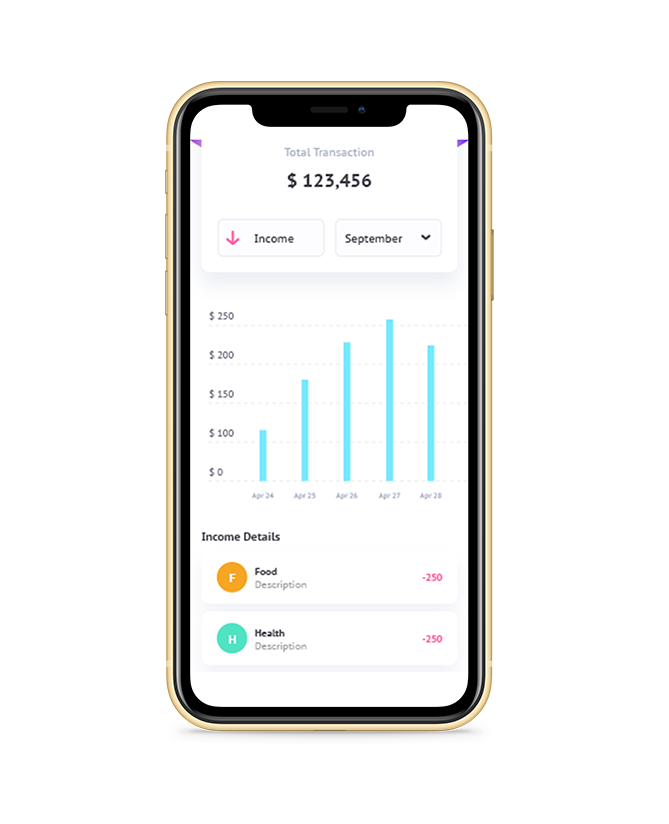 Total Transaction
$ 123,456
Income
September
$ 250
$ 200
$ 150
$ 100
$ 0
Apr 24 Apr 25 Apr 26 Apr 27 Apr 28
Income Details
F
Food
Description
-250
H
Health
Description
-250